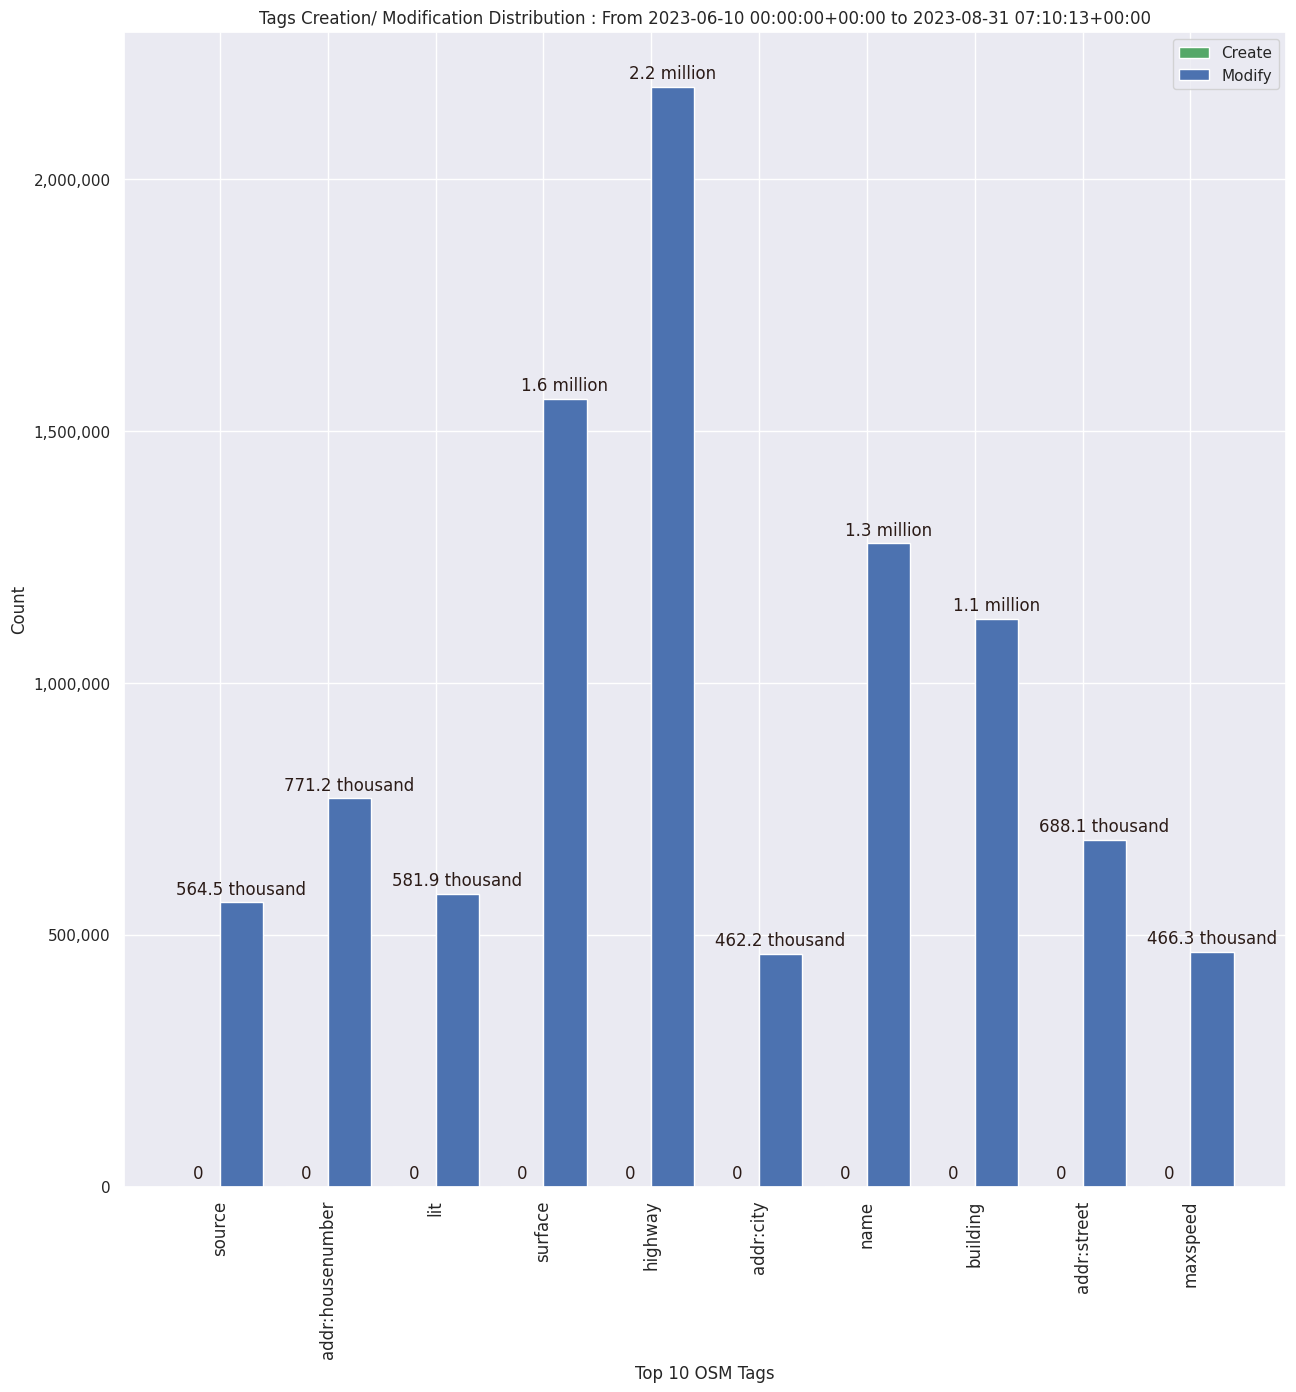 Tags Creation/ Modification Distribution : From 2023-06-10 00:00:00+00:00 to 2023-08-31 07:10:13+00:00
Create
Modify
2.2 million
2,000,000
1.6 million
1,500,000
1.3 million
1.1 million
Count
1,000,000
771.2 thousand
688.1 thousand
581.9 thousand
564.5 thousand
500,000
466.3 thousand
462.2 thousand
0 0 0 0 0 0 0 0 0 0
0
source
addr:housenumber
lit
surface
highway
addr:city
name
building
addr:street
maxspeed
Top 10 OSM Tags